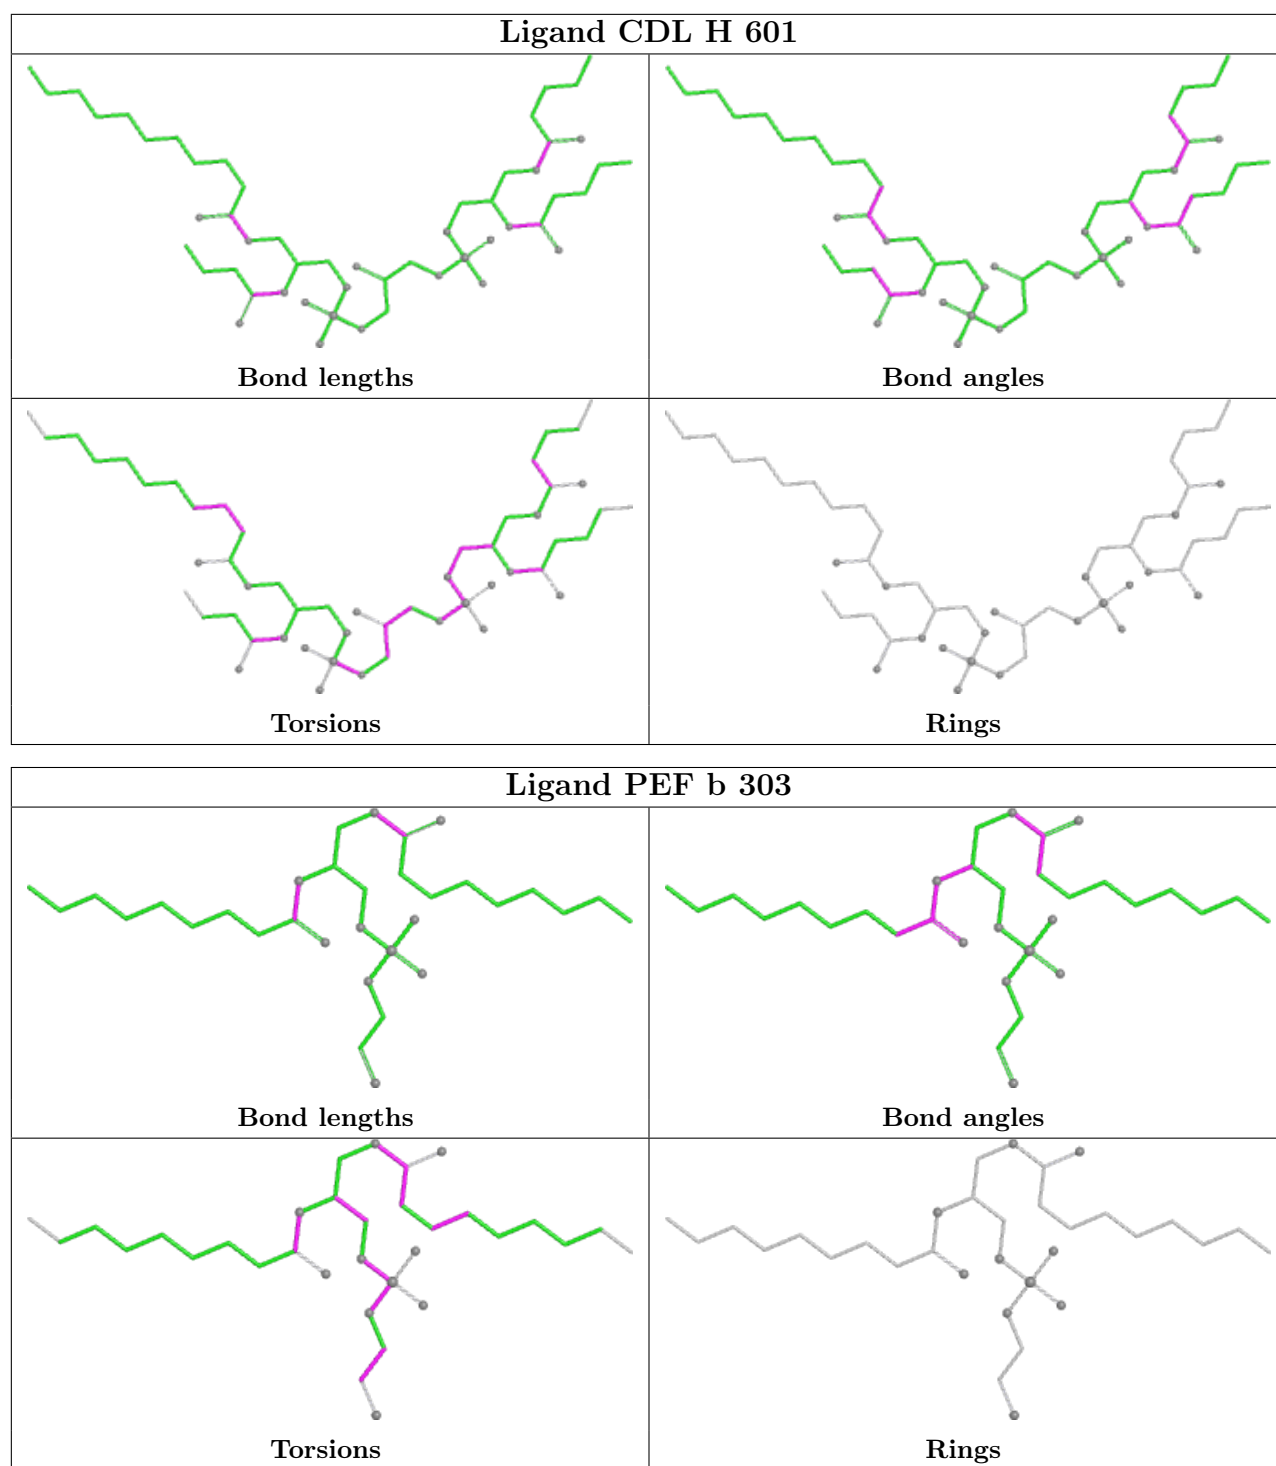 Ligand CDL H 601
Bond lengths
Bond angles
Torsions
Rings
Ligand PEF b 303
Bond lengths
Bond angles
Torsions
Rings